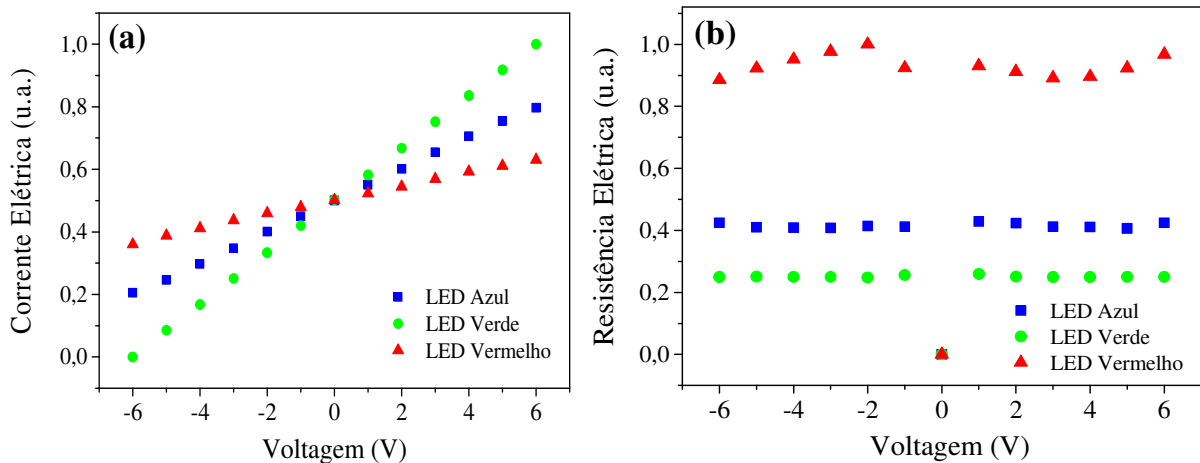 (a)
Corrente Elétrica (u.a.)
1,0
0,8
0,6
0,4
0,2
0,0
LED Azul
LED Verde
LED Vermelho
-6 -4 -2 0 2 4 6
Voltagem (V)
(b)
Resistência Elétrica (u.a.)
1,0
0,8
0,6
0,4
0,2
0,0
LED Azul
LED Verde
LED Vermelho
-6 -4 -2 0 2 4 6
Voltagem (V)